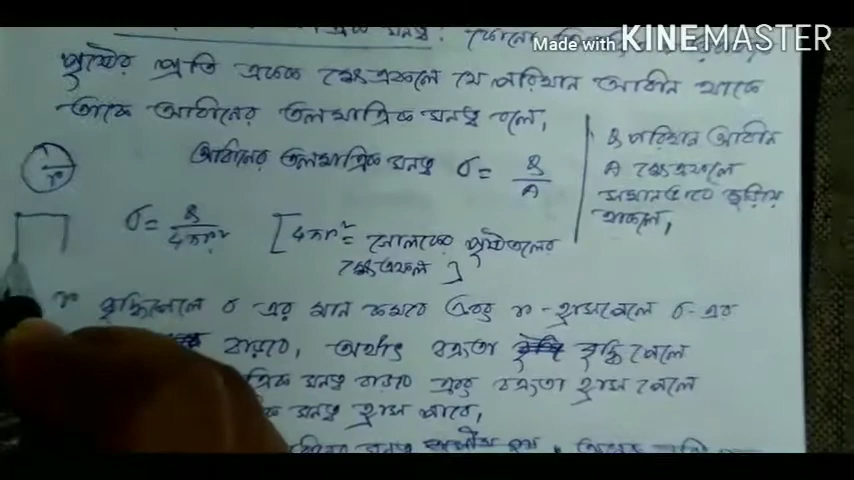 Made with KINEMASTER
পৃষ্ঠের প্রতি একক ক্ষেত্রফলে যে পরিমান আধান থাকে
তাকে আধানের তলমাত্রিক ঘনত্ব বলে,
আধানের তলমাত্রিক ঘনত্ব σ = Q/A
Q পরিমান আধান
A ক্ষেত্রফলে
সমানভাবে ছড়িয়ে
থাকলে,
r
σ = Q/4πr² [4πr² = গোলকের পৃষ্ঠতলের
ক্ষেত্রফল]
r বৃদ্ধি পেলে σ-এর মান কমবে এবং r-হ্রাস পেলে σ-এর
বাড়বে, অর্থাৎ বক্রতা বৃদ্ধি পেলে
ঘনত্ব বাড়বে এবং বক্রতা হ্রাস পেলে
ঘনত্ব হ্রাস পাবে,